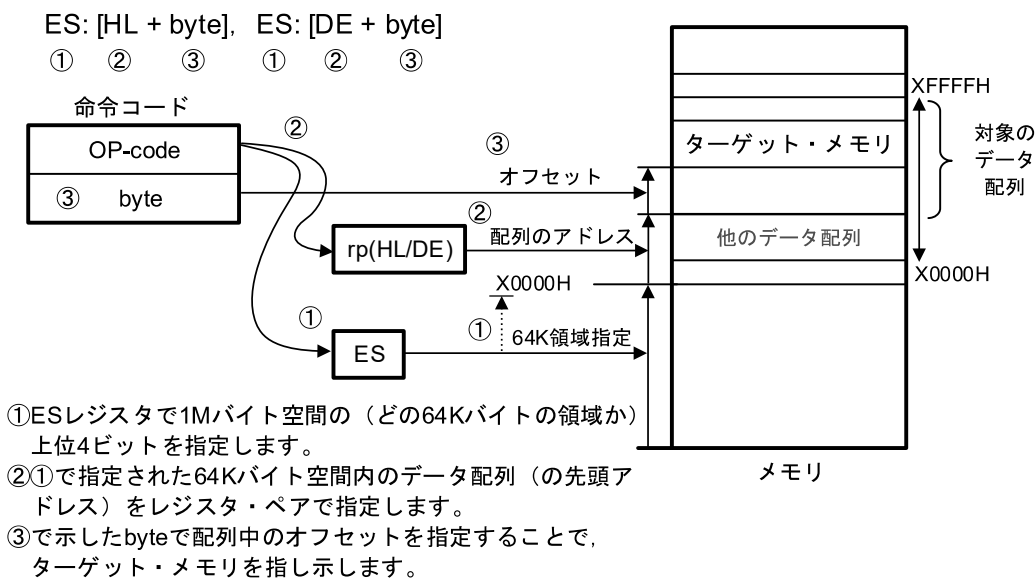 ES: [HL + byte],  ES: [DE + byte]
① ② ③ ① ② ③
命令コード
OP-code
③ byte
②
③
オフセット
②
rp(HL/DE)
配列のアドレス
X0000H
①
ES
①
64K領域指定
XFFFFH
ターゲット・メモリ
対象の
データ
配列
他のデータ配列
X0000H
メモリ
①ESレジスタで1Mバイト空間の（どの64Kバイトの領域か）
上位4ビットを指定します。
②①で指定された64Kバイト空間内のデータ配列（の先頭ア
ドレス）をレジスタ・ペアで指定します。
③で示したbyteで配列中のオフセットを指定することで，
ターゲット・メモリを指し示します。